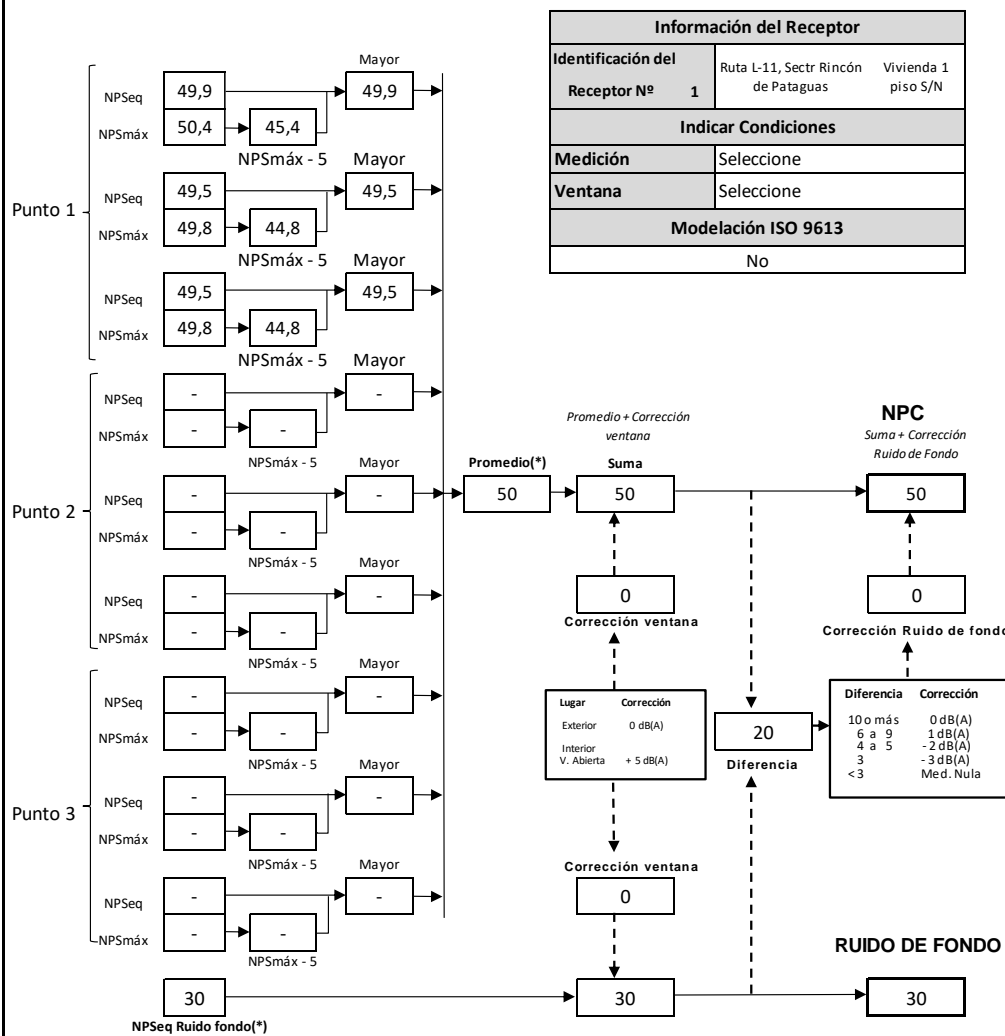 Información del Receptor
Identificación del Receptor Nº 1
Ruta L-11, Sectr Rincón de Pataguas
Vivienda 1 piso S/N
Indicar Condiciones
Medición Seleccione
Ventana Seleccione
Modelación ISO 9613
No
Punto 1
Mayor
NPSeq 49,9 49,9
NPSmáx 50,4 45,4
NPSmáx - 5 Mayor
NPSeq 49,5 49,5
NPSmáx 49,8 44,8
NPSmáx - 5 Mayor
NPSeq 49,5 49,5
NPSmáx 49,8 44,8
NPSmáx - 5 Mayor
Punto 2
NPSeq - -
NPSmáx - -
NPSmáx - 5 Mayor
NPSeq - -
NPSmáx - -
NPSmáx - 5 Mayor
NPSeq - -
NPSmáx - -
NPSmáx - 5 Mayor
Punto 3
NPSeq - -
NPSmáx - -
NPSmáx - 5 Mayor
NPSeq - -
NPSmáx - -
NPSmáx - 5 Mayor
NPSeq - -
NPSmáx - -
NPSmáx - 5
30
NPSeq Ruido fondo(*)
Promedio(*)
50
Promedio + Corrección
ventana
Suma
50
0
Corrección ventana
Lugar Corrección
Exterior 0 dB(A)
Interior
V. Abierta + 5 dB(A)
Corrección ventana
0
30
20
Diferencia
NPC
Suma + Corrección
Ruido de Fondo
50
0
Corrección Ruido de fondo
Diferencia Corrección
10 o más 0 dB(A)
6 a 9 1 dB(A)
4 a 5 - 2 dB(A)
3 - 3 dB(A)
< 3 Med. Nula
RUIDO DE FONDO
30